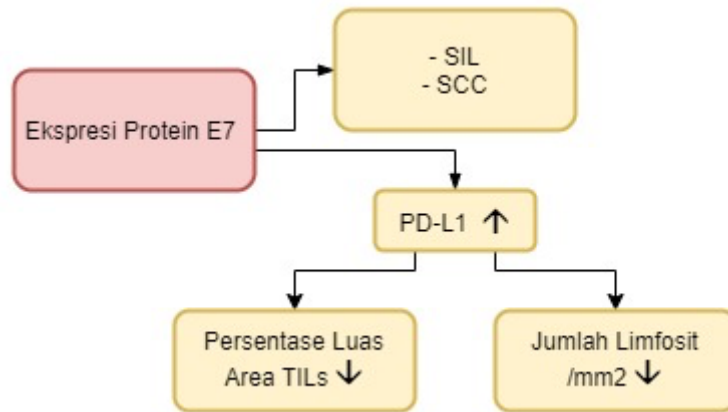 - SIL
- SCC
Ekspresi Protein E7
PD-L1 ↑
Persentase Luas
Area TILs ↓
Jumlah Limfosit
/mm2 ↓